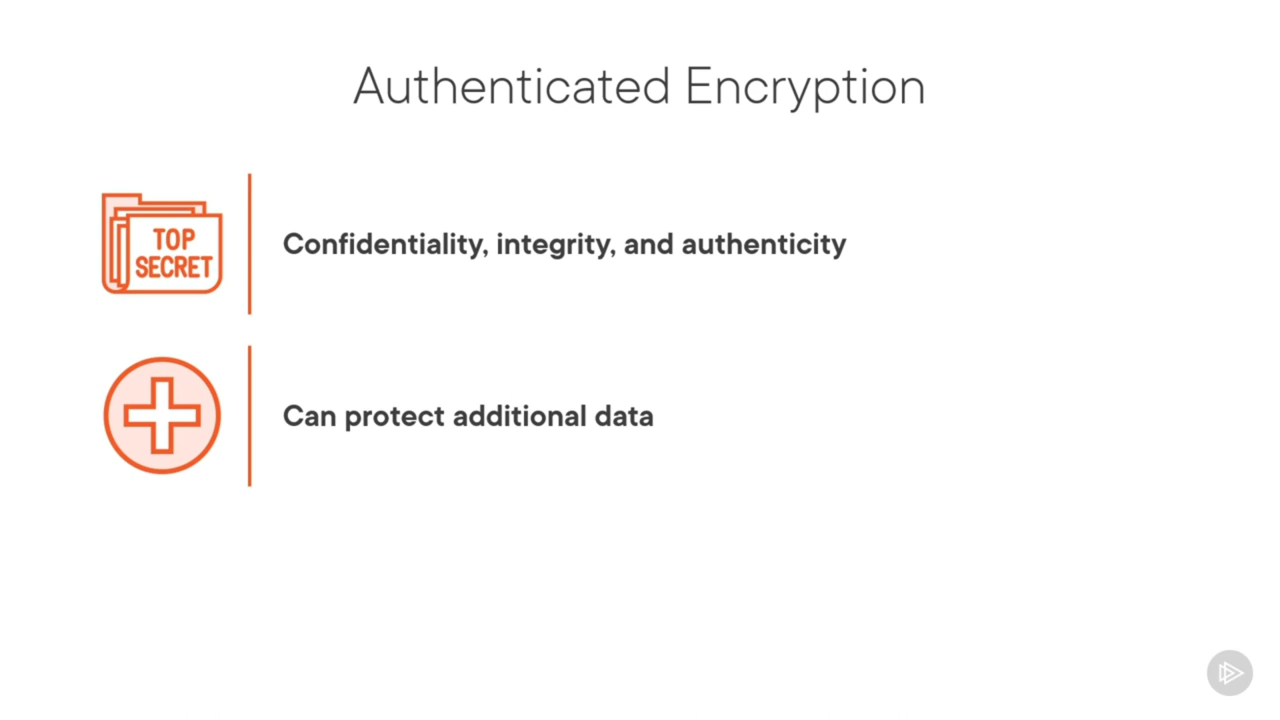 Authenticated Encryption
TOP
SECRET
Confidentiality, integrity, and authenticity
Can protect additional data